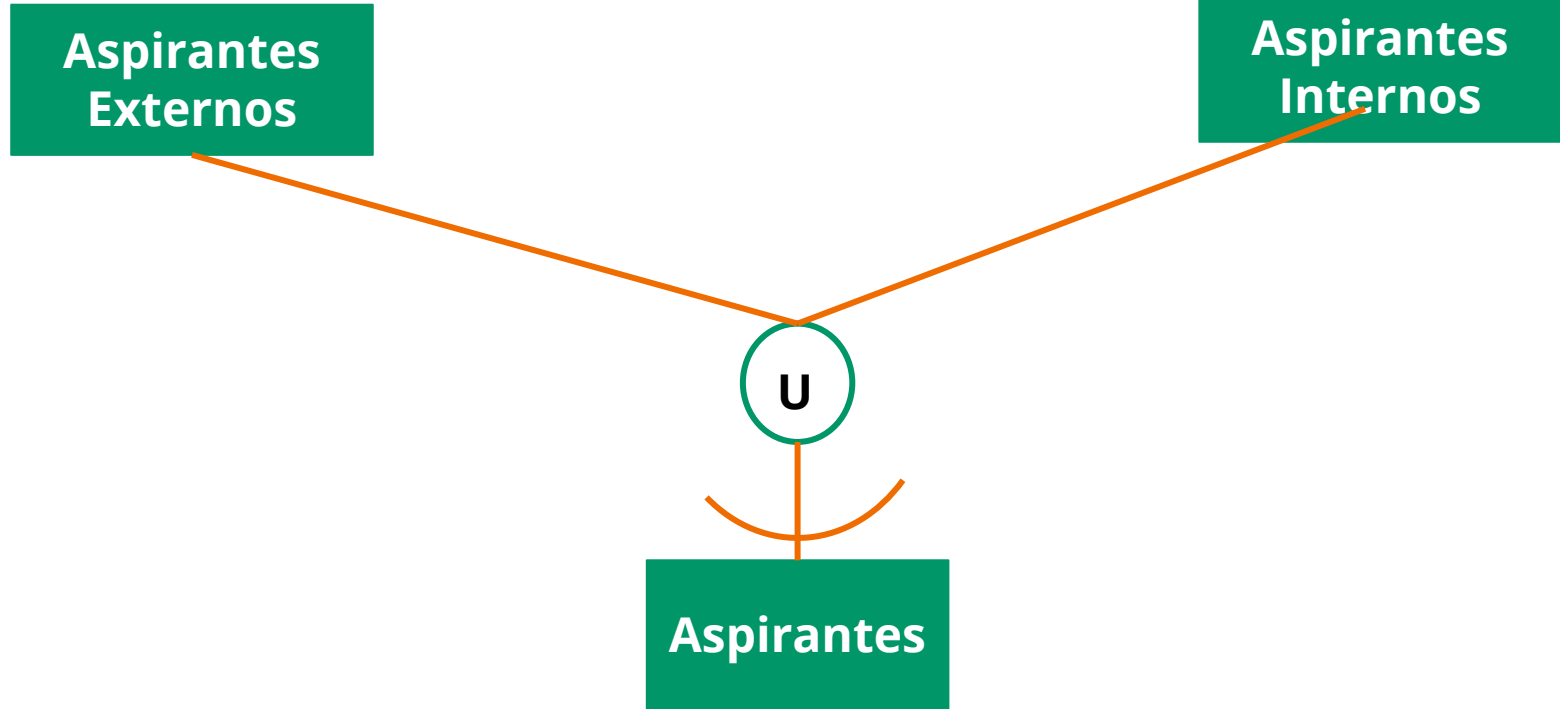 Aspirantes
Externos
Aspirantes
Internos
U
Aspirantes